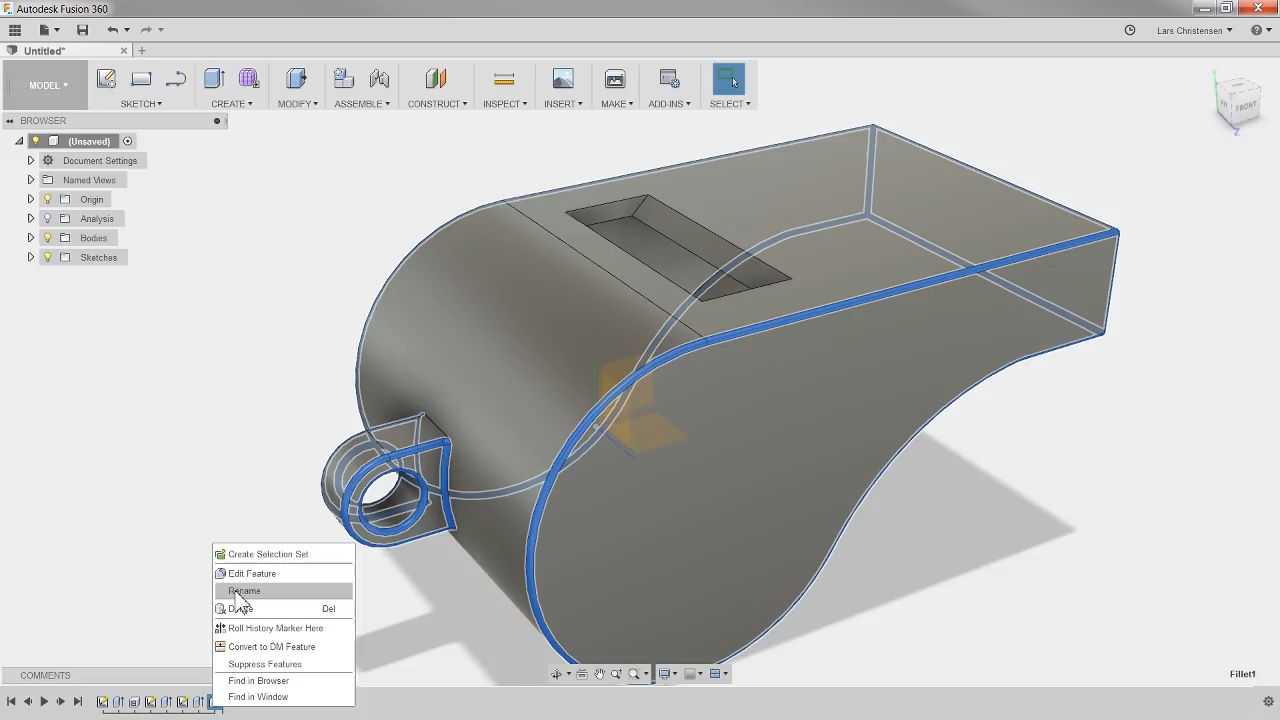 Autodesk Fusion 360
Lars Christensen
Untitled*
MODEL
SKETCH
CREATE
MODIFY
ASSEMBLE
CONSTRUCT
INSPECT
INSERT
MAKE
ADD-INS
SELECT
BROWSER
(Unsaved)
Document Settings
Named Views
Origin
Analysis
Bodies
Sketches
FRONT
Z
Create Selection Set
Edit Feature
Rename
Del
Roll History Marker Here
Convert to DM Feature
Suppress Features
Find in Browser
Find in Window
COMMENTS
Fillet1